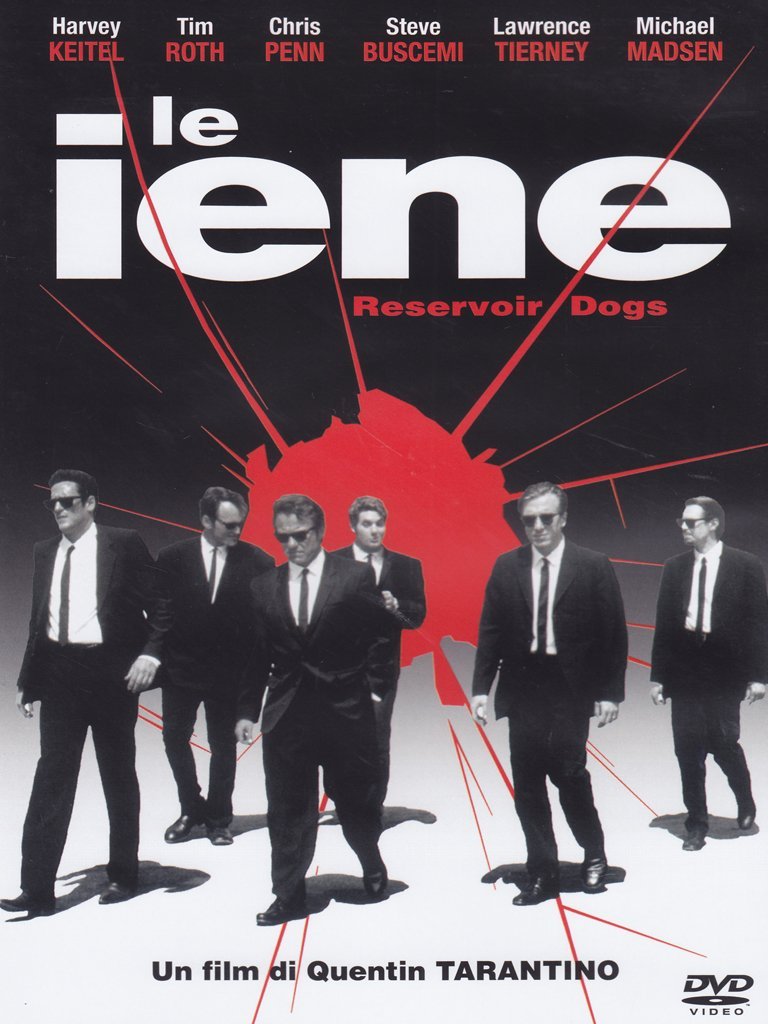 Harvey Tim Chris Steve Lawrence Michael
KEITEL ROTH PENN BUSCEMI TIERNEY MADSEN
le
iene
Reservoir Dogs
Un film di Quentin TARANTINO
DVD
VIDEO